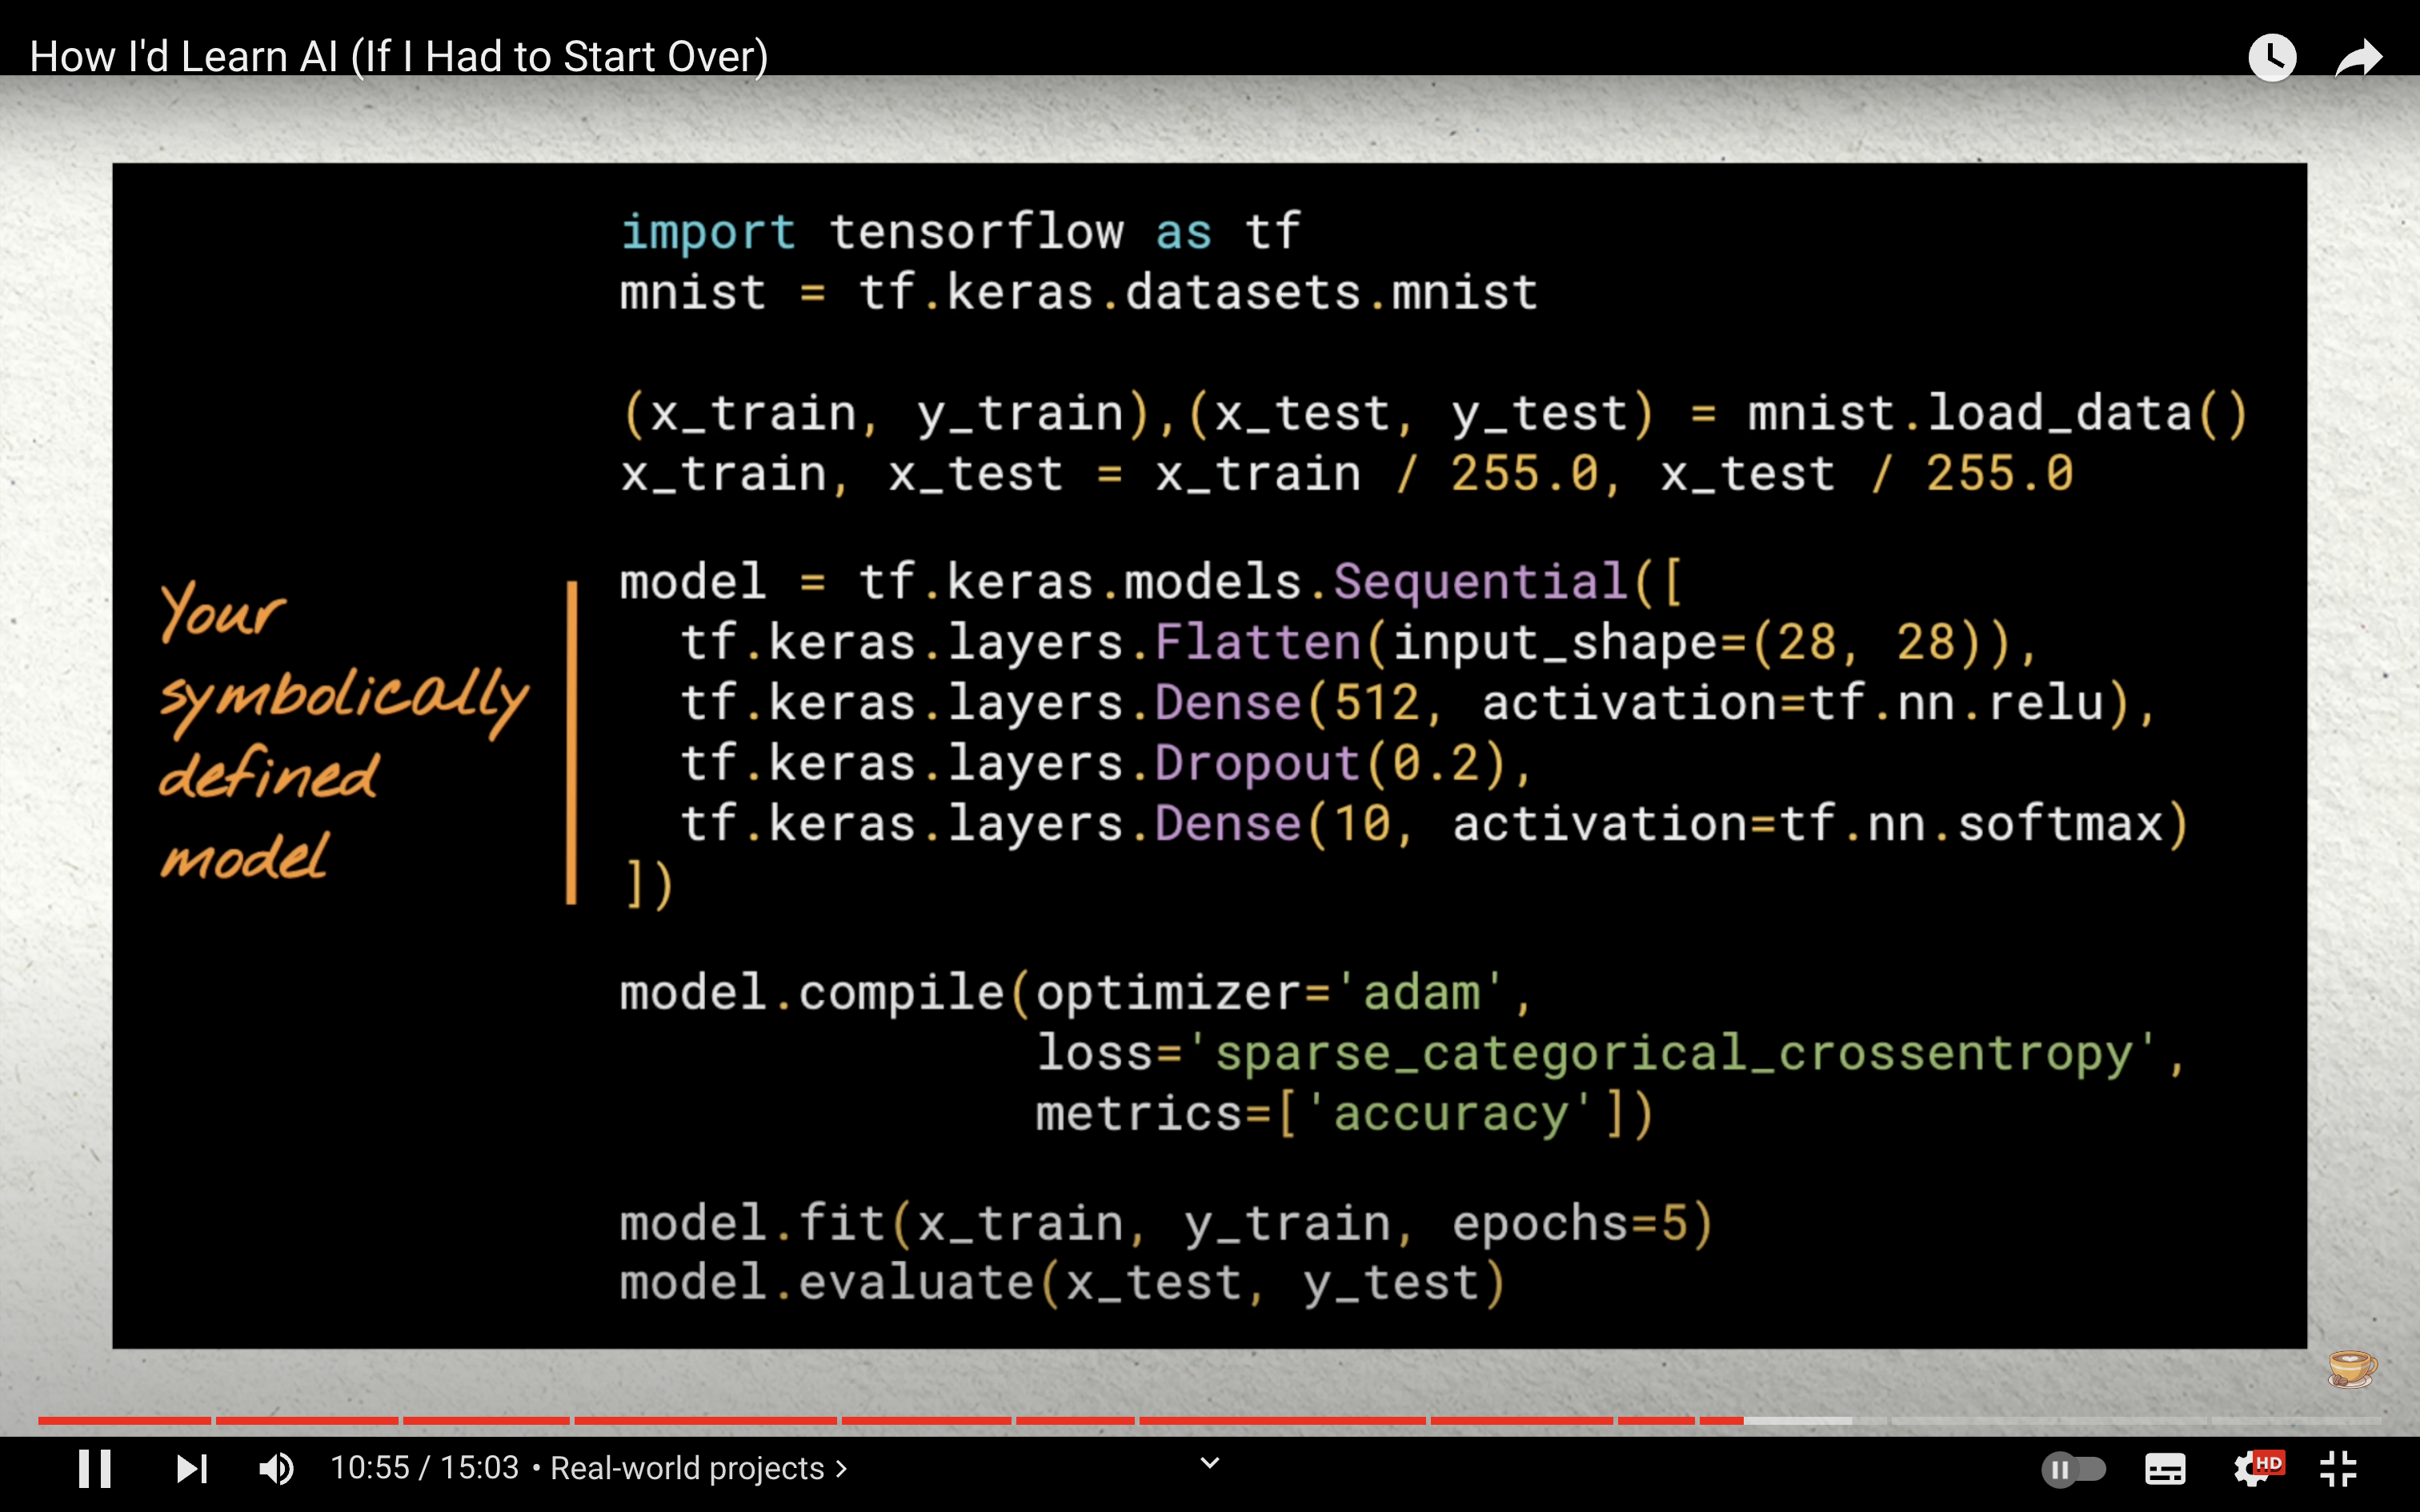 How I'd Learn AI (If I Had to Start Over)
import tensorflow as tf
mnist = tf.keras.datasets.mnist
(x_train, y_train),(x_test, y_test) = mnist.load_data()
x_train, x_test = x_train / 255.0, x_test / 255.0
Your
symbolically
defined
model
model = tf.keras.models.Sequential([
  tf.keras.layers.Flatten(input_shape=(28, 28)),
  tf.keras.layers.Dense(512, activation=tf.nn.relu),
  tf.keras.layers.Dropout(0.2),
  tf.keras.layers.Dense(10, activation=tf.nn.softmax)
])
model.compile(optimizer='adam',
              loss='sparse_categorical_crossentropy',
              metrics=['accuracy'])
model.fit(x_train, y_train, epochs=5)
model.evaluate(x_test, y_test)
10:55 / 15:03 • Real-world projects >
HD